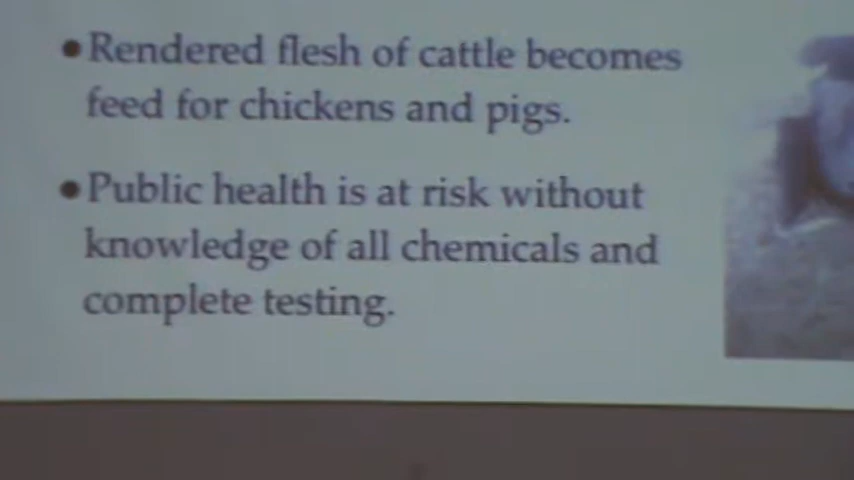 • Rendered flesh of cattle becomes
feed for chickens and pigs.
• Public health is at risk without
knowledge of all chemicals and
complete testing.